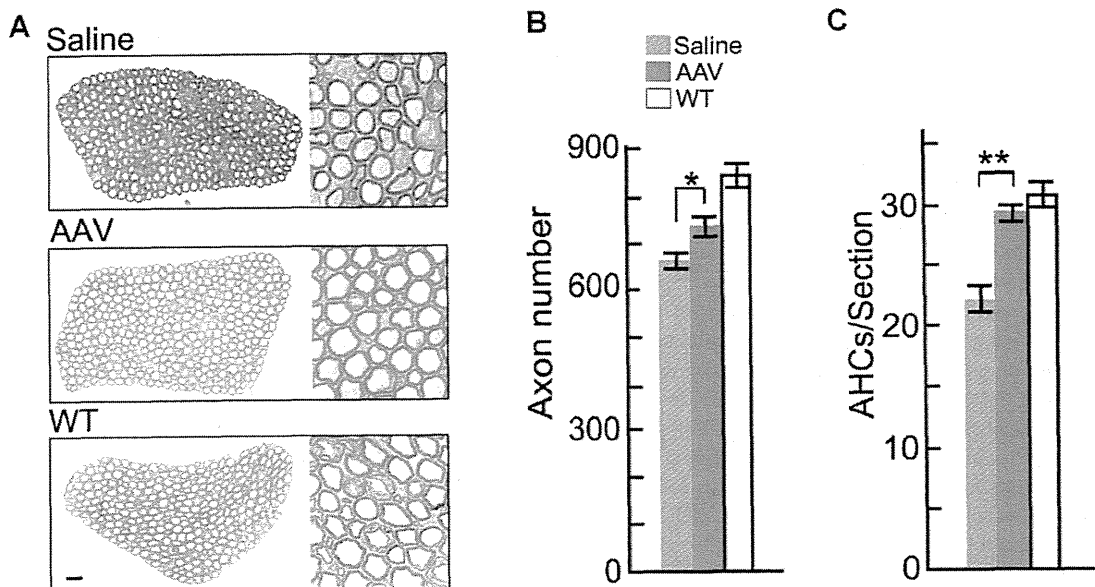 A
Saline
AAV
WT
B
Saline
AAV
WT
Axon number
900
600
300
0
*
C
AHCs/Section
30
20
10
0
**